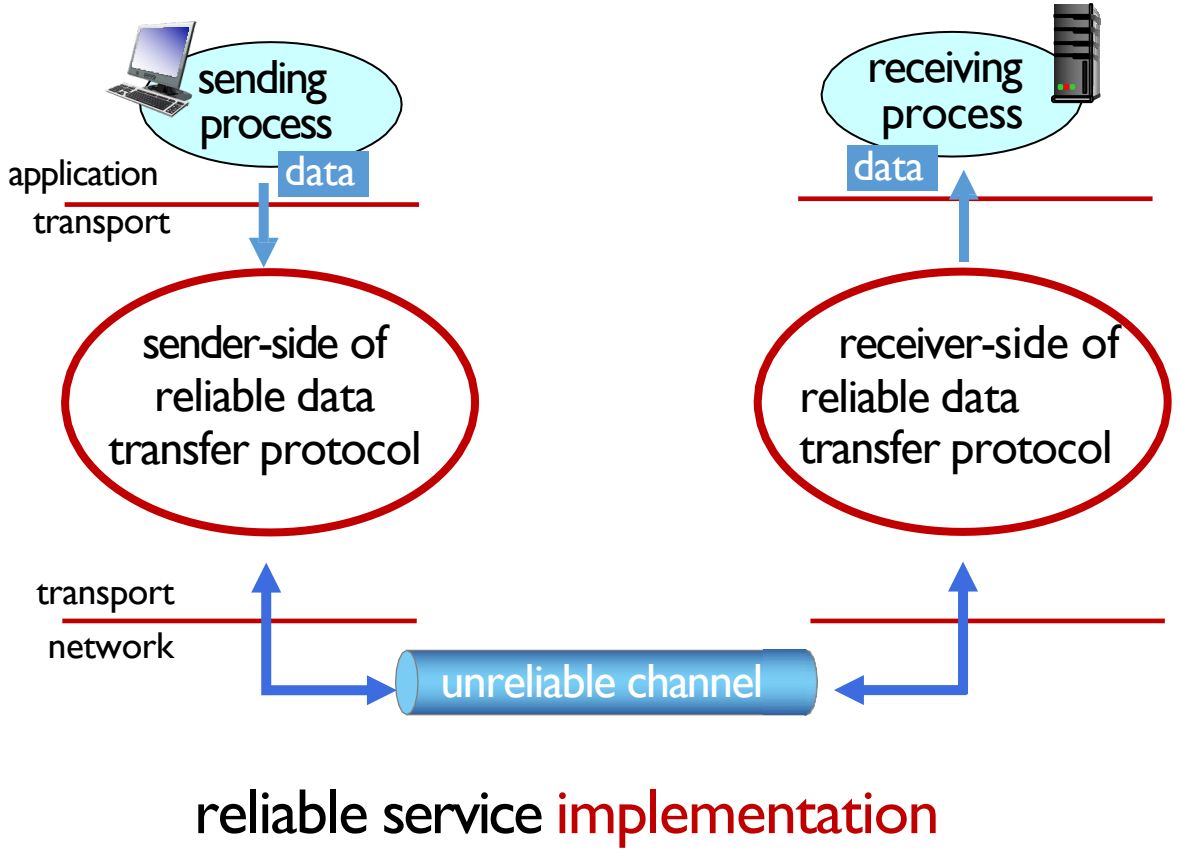 sending
process
data
application
transport
receiving
process
data
sender-side of
reliable data
transfer protocol
receiver-side of
reliable data
transfer protocol
transport
network
unreliable channel
reliable service implementation